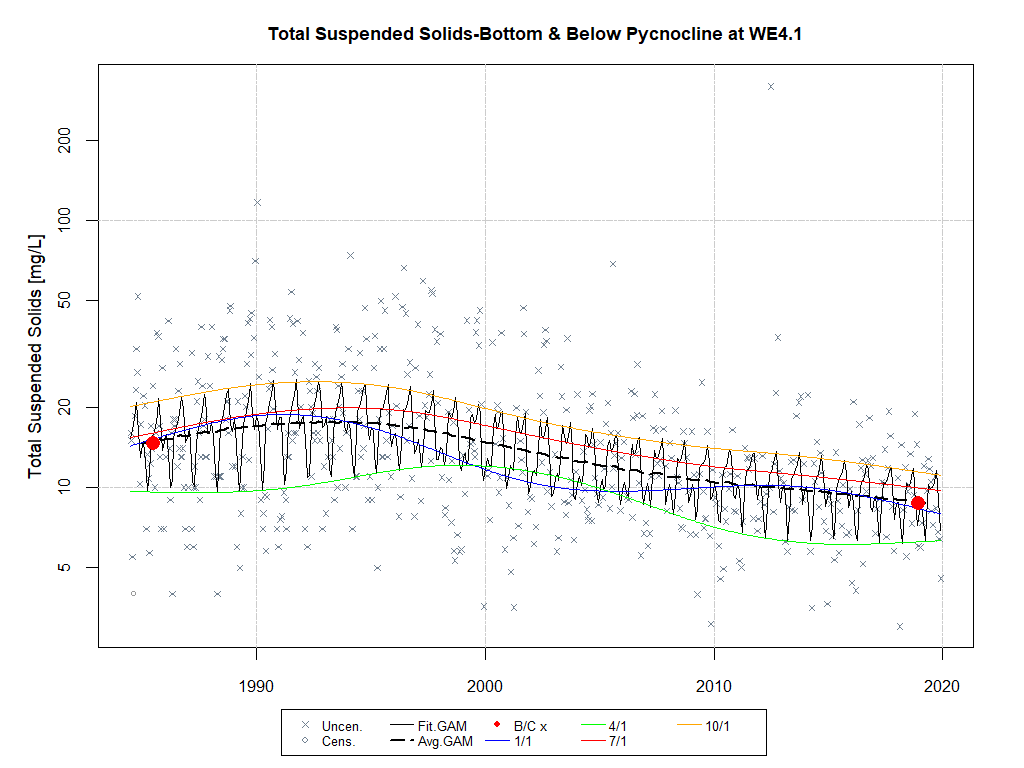 Total Suspended Solids-Bottom & Below Pycnocline at WE4.1
Total Suspended Solids [mg/L]
200
100
50
20
10
5
1990 2000 2010 2020
Uncen. Fit.GAM B/C x 4/1 10/1
Cens. Avg.GAM 1/1 7/1